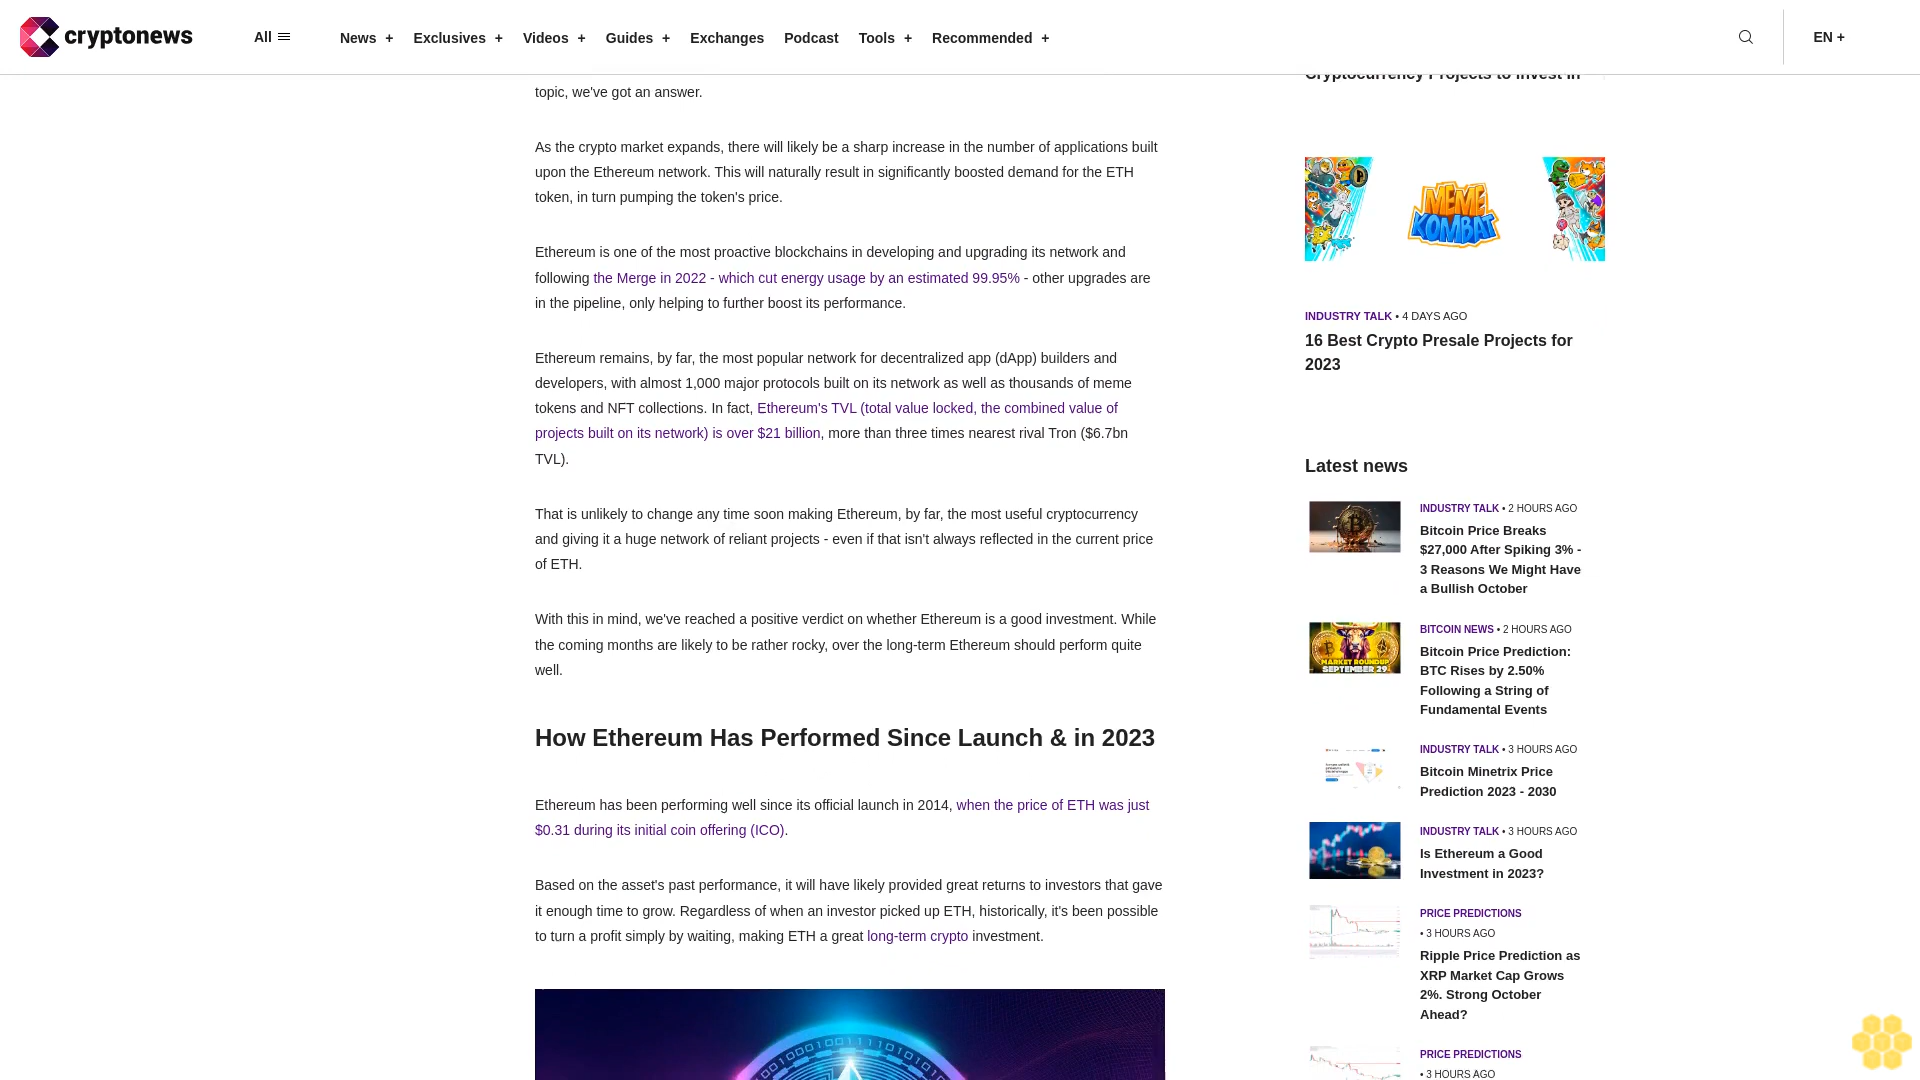 cryptonews
All
News +
Exclusives +
Videos +
Guides +
Exchanges
Podcast
Tools +
Recommended +
EN +
topic, we've got an answer.
As the crypto market expands, there will likely be a sharp increase in the number of applications built
upon the Ethereum network. This will naturally result in significantly boosted demand for the ETH
token, in turn pumping the token's price.
Ethereum is one of the most proactive blockchains in developing and upgrading its network and
following the Merge in 2022 - which cut energy usage by an estimated 99.95% - other upgrades are
in the pipeline, only helping to further boost its performance.
Ethereum remains, by far, the most popular network for decentralized app (dApp) builders and
developers, with almost 1,000 major protocols built on its network as well as thousands of meme
tokens and NFT collections. In fact, Ethereum's TVL (total value locked, the combined value of
projects built on its network) is over $21 billion, more than three times nearest rival Tron ($6.7bn
TVL).
That is unlikely to change any time soon making Ethereum, by far, the most useful cryptocurrency
and giving it a huge network of reliant projects - even if that isn't always reflected in the current price
of ETH.
With this in mind, we've reached a positive verdict on whether Ethereum is a good investment. While
the coming months are likely to be rather rocky, over the long-term Ethereum should perform quite
well.
How Ethereum Has Performed Since Launch & in 2023
Ethereum has been performing well since its official launch in 2014, when the price of ETH was just
$0.31 during its initial coin offering (ICO).
Based on the asset's past performance, it will have likely provided great returns to investors that gave
it enough time to grow. Regardless of when an investor picked up ETH, historically, it's been possible
to turn a profit simply by waiting, making ETH a great long-term crypto investment.
Cryptocurrency Projects to Invest In
MEME
KOMBAT
INDUSTRY TALK • 4 DAYS AGO
16 Best Crypto Presale Projects for
2023
Latest news
INDUSTRY TALK • 2 HOURS AGO
Bitcoin Price Breaks
$27,000 After Spiking 3% -
3 Reasons We Might Have
a Bullish October
MARKET ROUNDUP
SEPTEMBER 29
BITCOIN NEWS • 2 HOURS AGO
Bitcoin Price Prediction:
BTC Rises by 2.50%
Following a String of
Fundamental Events
INDUSTRY TALK • 3 HOURS AGO
Bitcoin Minetrix Price
Prediction 2023 - 2030
INDUSTRY TALK • 3 HOURS AGO
Is Ethereum a Good
Investment in 2023?
PRICE PREDICTIONS
• 3 HOURS AGO
Ripple Price Prediction as
XRP Market Cap Grows
2%. Strong October
Ahead?
PRICE PREDICTIONS
• 3 HOURS AGO